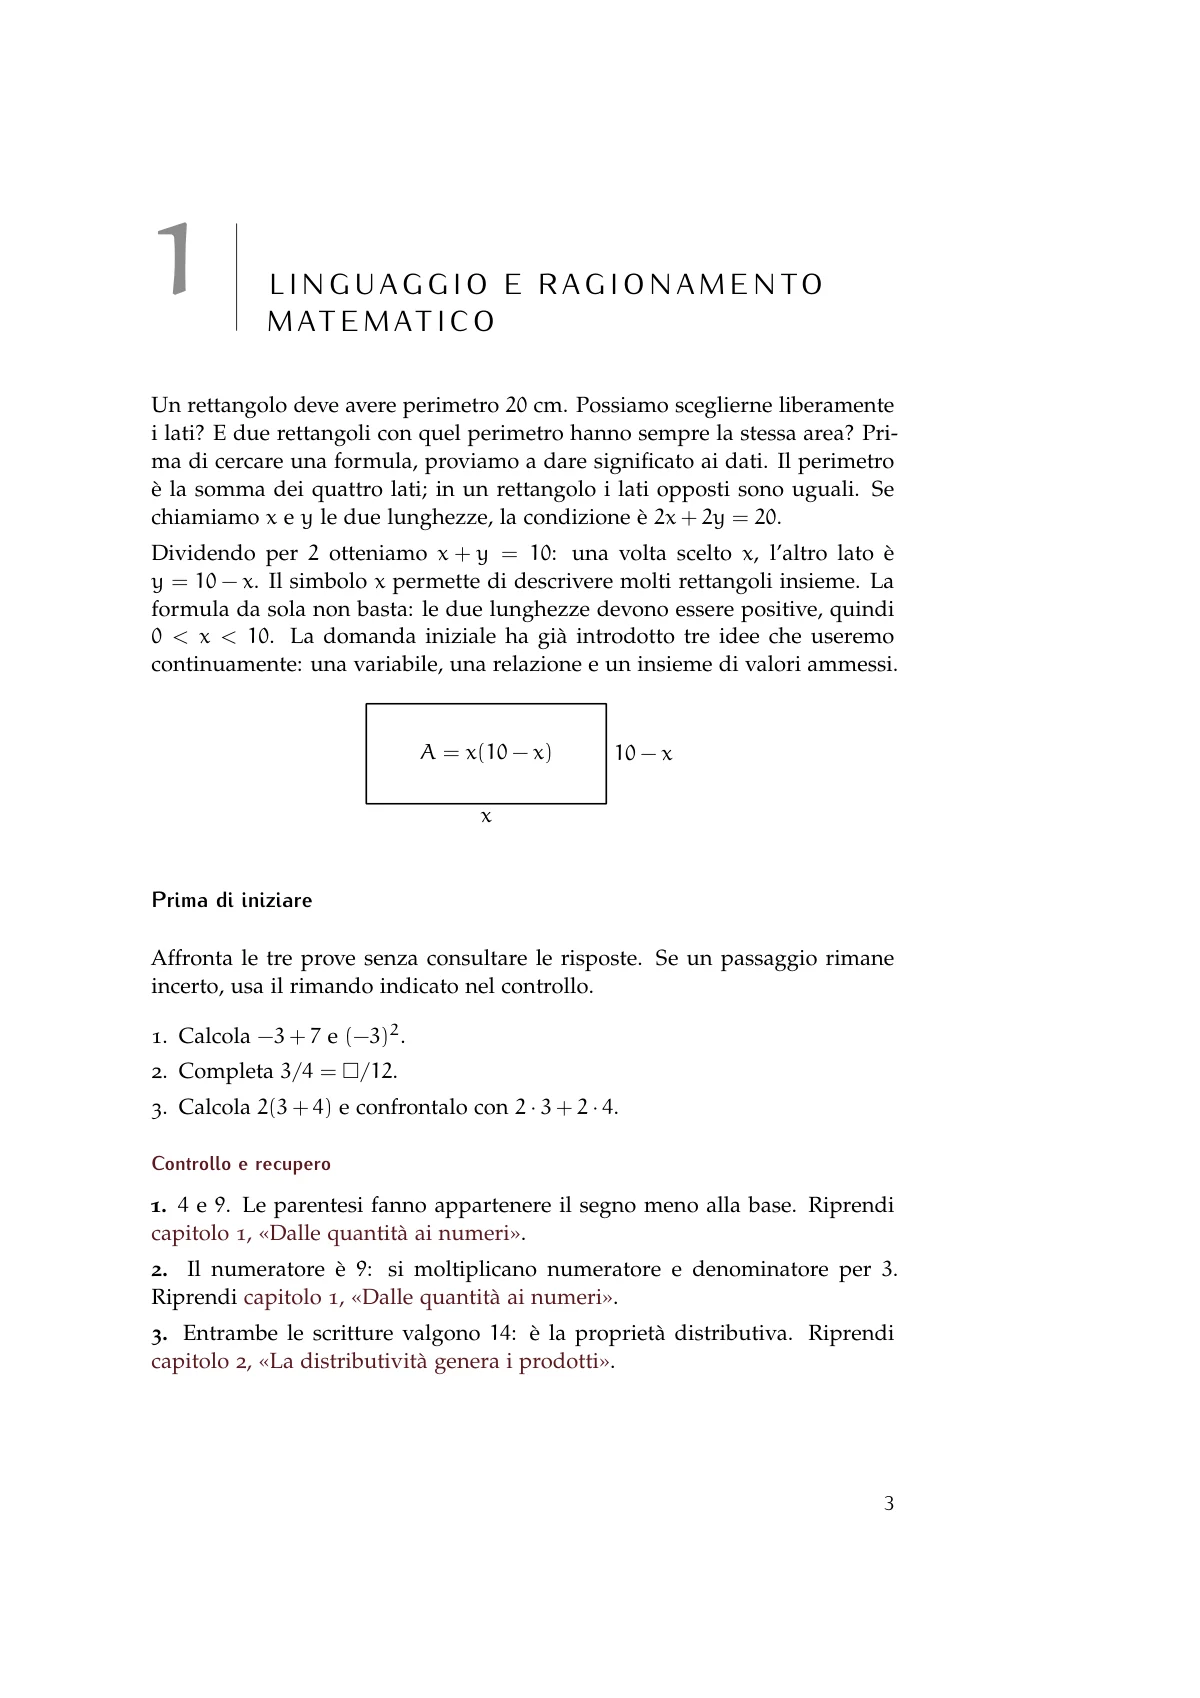 1
LINGUAGGIO E RAGIONAMENTO
MATEMATICO
Un rettangolo deve avere perimetro 20 cm. Possiamo sceglierne liberamente
i lati? E due rettangoli con quel perimetro hanno sempre la stessa area? Pri-
ma di cercare una formula, proviamo a dare significato ai dati. Il perimetro
è la somma dei quattro lati; in un rettangolo i lati opposti sono uguali. Se
chiamiamo x e y le due lunghezze, la condizione è 2x + 2y = 20.
Dividendo per 2 otteniamo x + y = 10: una volta scelto x, l'altro lato è
y = 10 − x. Il simbolo x permette di descrivere molti rettangoli insieme. La
formula da sola non basta: le due lunghezze devono essere positive, quindi
0 < x < 10. La domanda iniziale ha già introdotto tre idee che useremo
continuamente: una variabile, una relazione e un insieme di valori ammessi.
A = x(10 − x)
10 − x
x
Prima di iniziare
Affronta le tre prove senza consultare le risposte. Se un passaggio rimane
incerto, usa il rimando indicato nel controllo.
1. Calcola −3 + 7 e (−3)².
2. Completa 3/4 = □/12.
3. Calcola 2(3 + 4) e confrontalo con 2 · 3 + 2 · 4.
Controllo e recupero
1. 4 e 9. Le parentesi fanno appartenere il segno meno alla base. Riprendi
capitolo 1, «Dalle quantità ai numeri».
2. Il numeratore è 9: si moltiplicano numeratore e denominatore per 3.
Riprendi capitolo 1, «Dalle quantità ai numeri».
3. Entrambe le scritture valgono 14: è la proprietà distributiva. Riprendi
capitolo 2, «La distributività genera i prodotti».
3